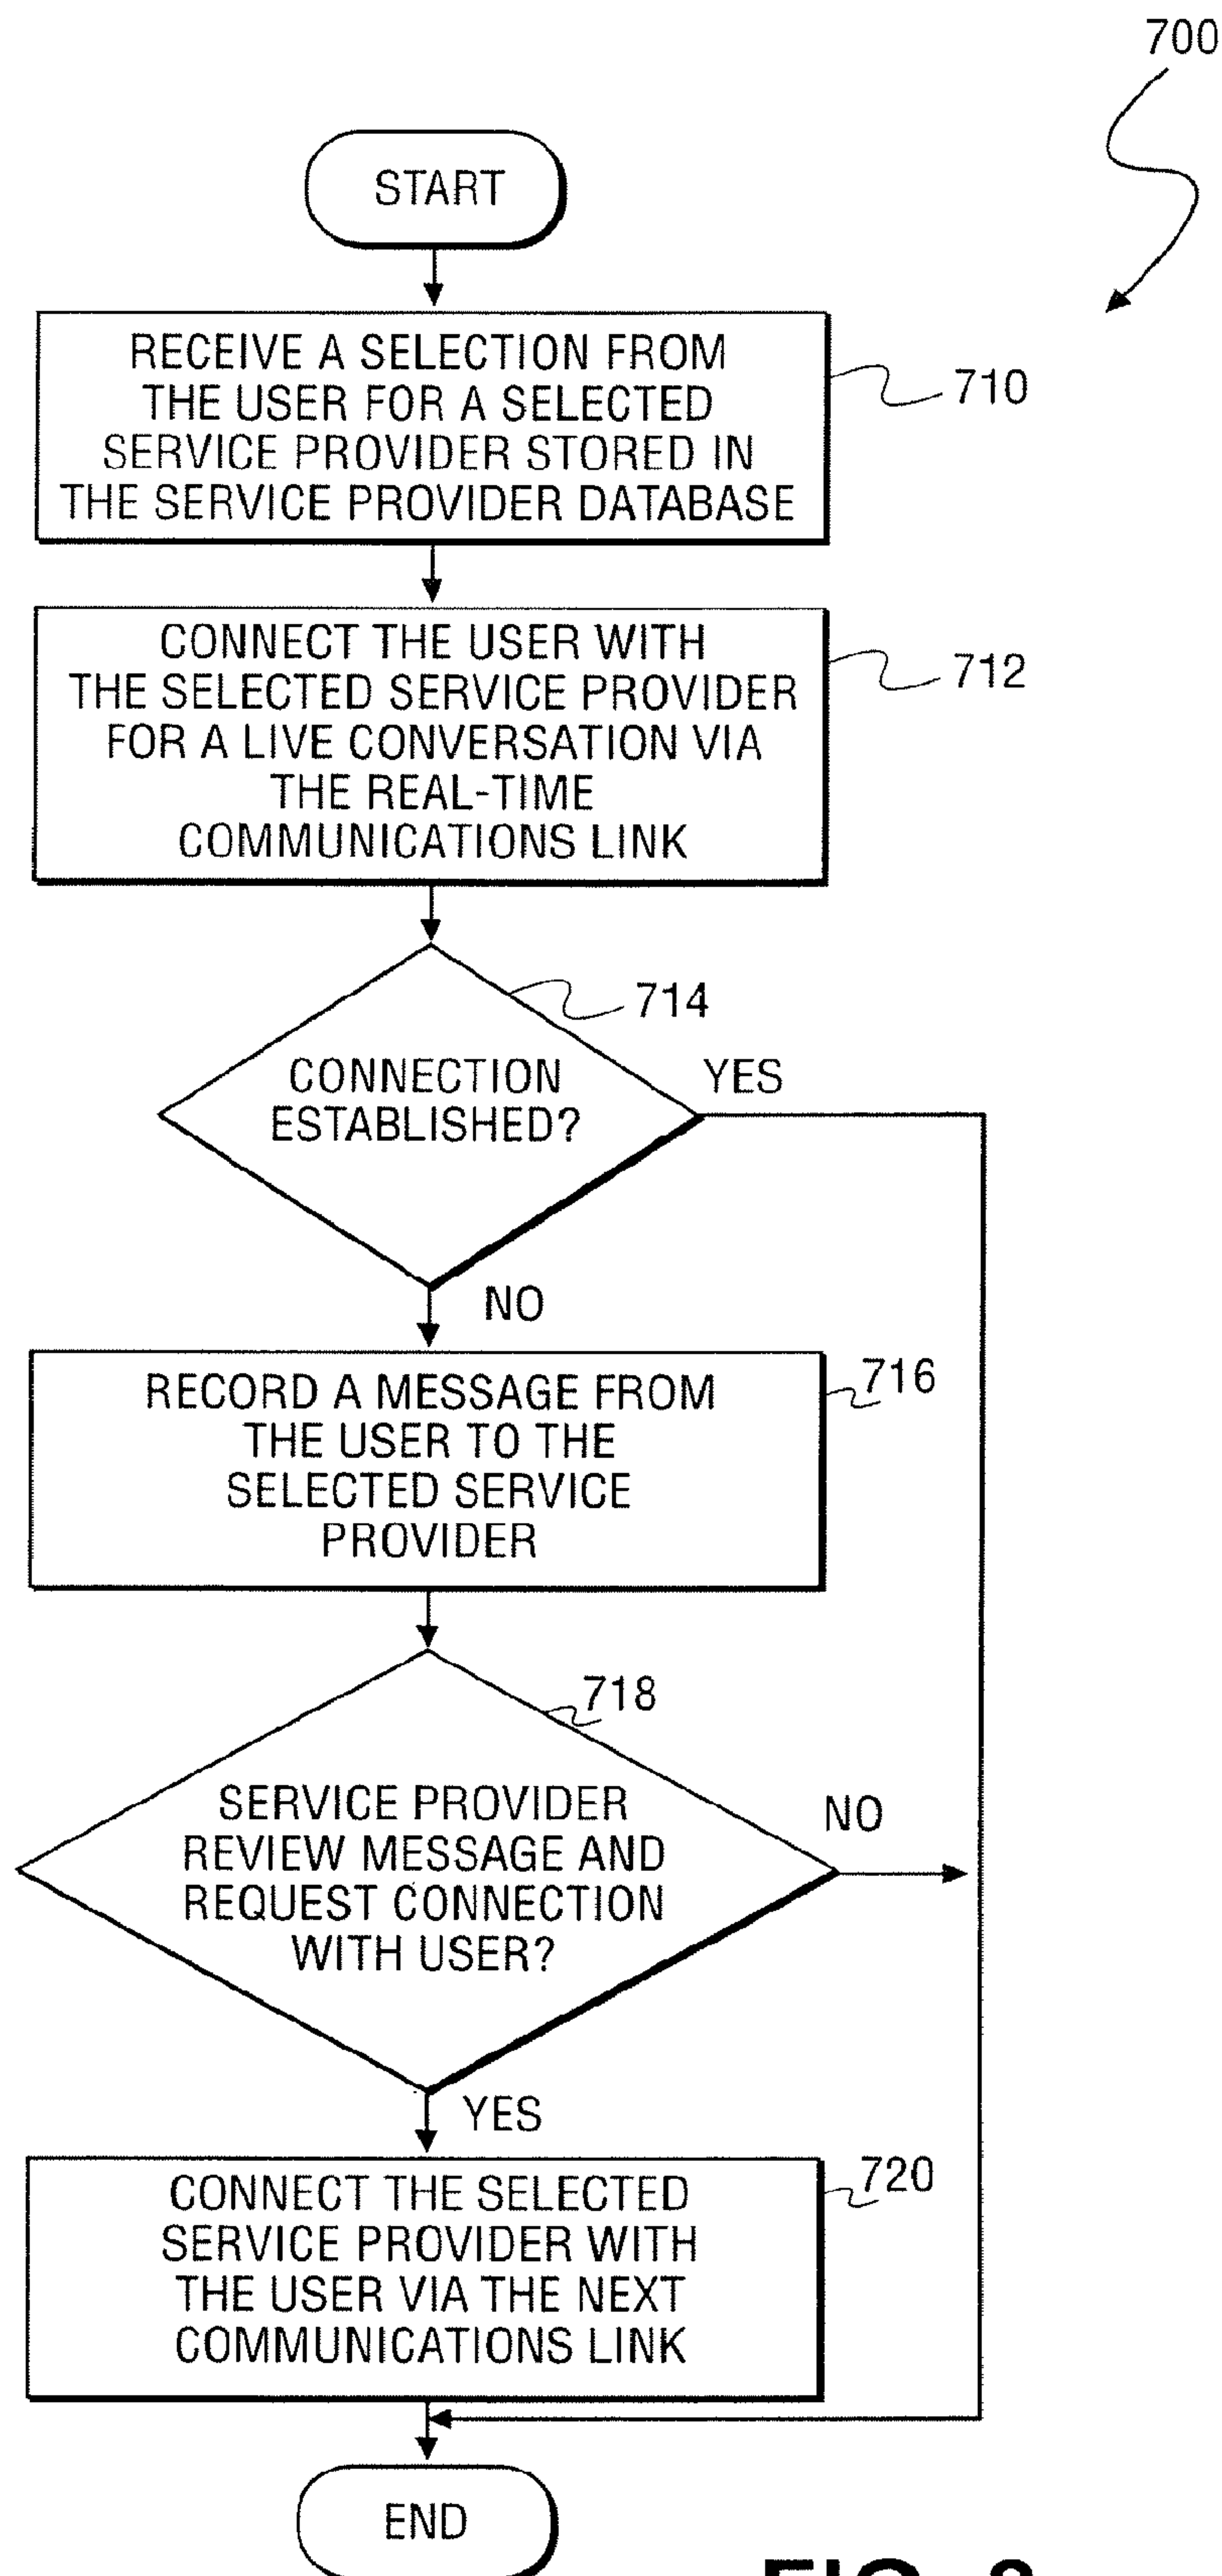 700
START
RECEIVE A SELECTION FROM
THE USER FOR A SELECTED
SERVICE PROVIDER STORED IN
THE SERVICE PROVIDER DATABASE
710
CONNECT THE USER WITH
THE SELECTED SERVICE PROVIDER
FOR A LIVE CONVERSATION VIA
THE REAL-TIME
COMMUNICATIONS LINK
712
714
CONNECTION
ESTABLISHED?
YES
NO
RECORD A MESSAGE FROM
THE USER TO THE
SELECTED SERVICE
PROVIDER
716
718
SERVICE PROVIDER
REVIEW MESSAGE AND
REQUEST CONNECTION
WITH USER?
NO
YES
CONNECT THE SELECTED
SERVICE PROVIDER WITH
THE USER VIA THE NEXT
COMMUNICATIONS LINK
720
END
FIG.